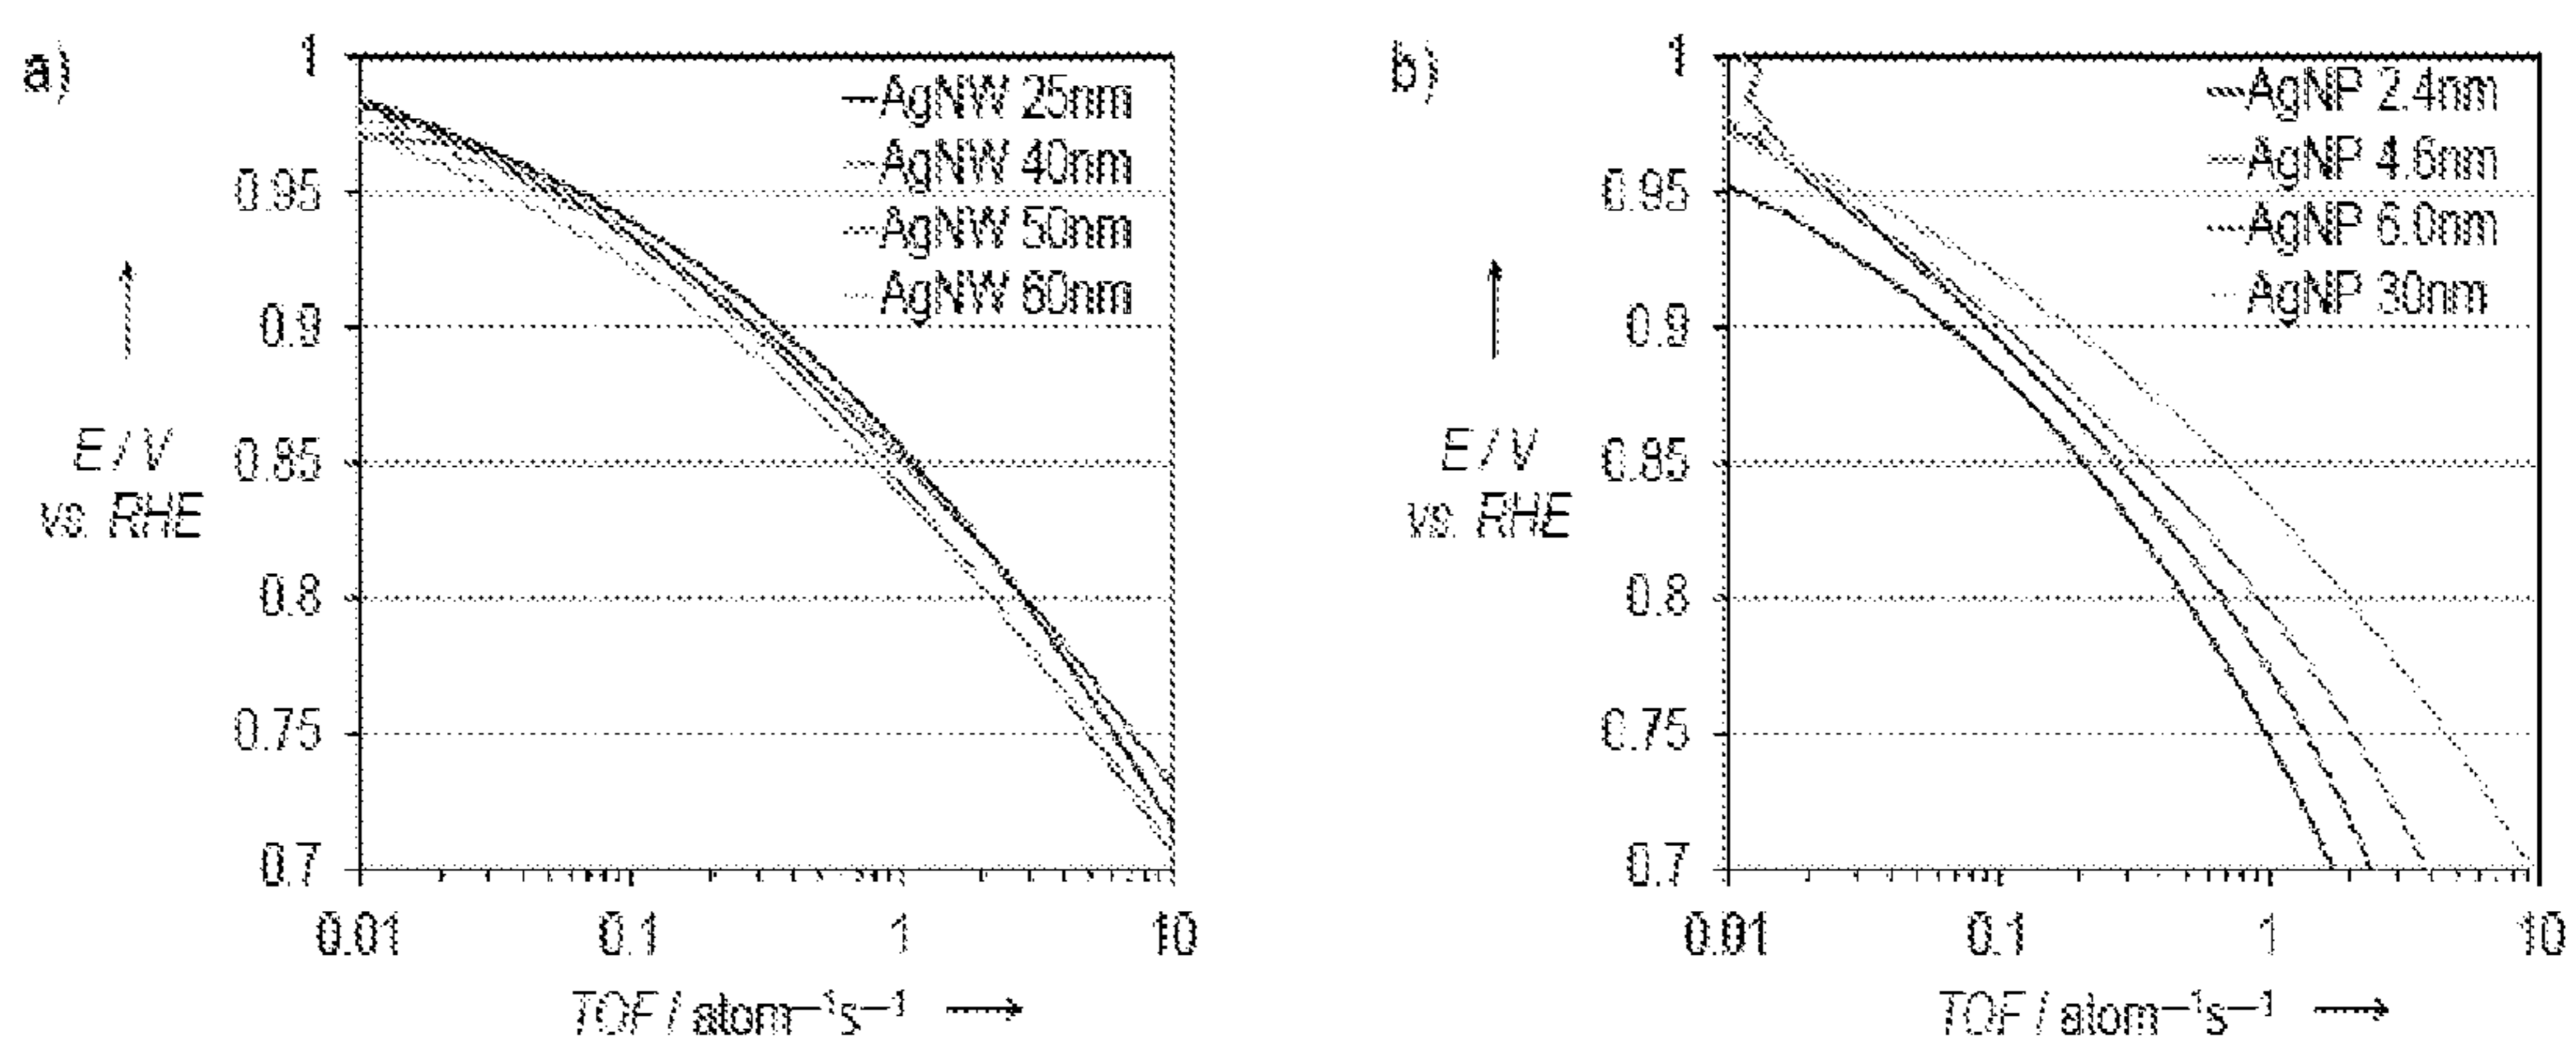 a)
1
0.95
0.9
0.85
0.8
0.75
0.7
E / V
vs. RHE
AgNW 25nm
AgNW 40nm
AgNW 50nm
AgNW 60nm
0.01 0.1 1 10
TOF / atom–1s–1
b)
1
0.95
0.9
0.85
0.8
0.75
0.7
E / V
vs. RHE
AgNP 2.4nm
AgNP 4.6nm
AgNP 6.0nm
AgNP 30nm
0.01 0.1 1 10
TOF / atom–1s–1